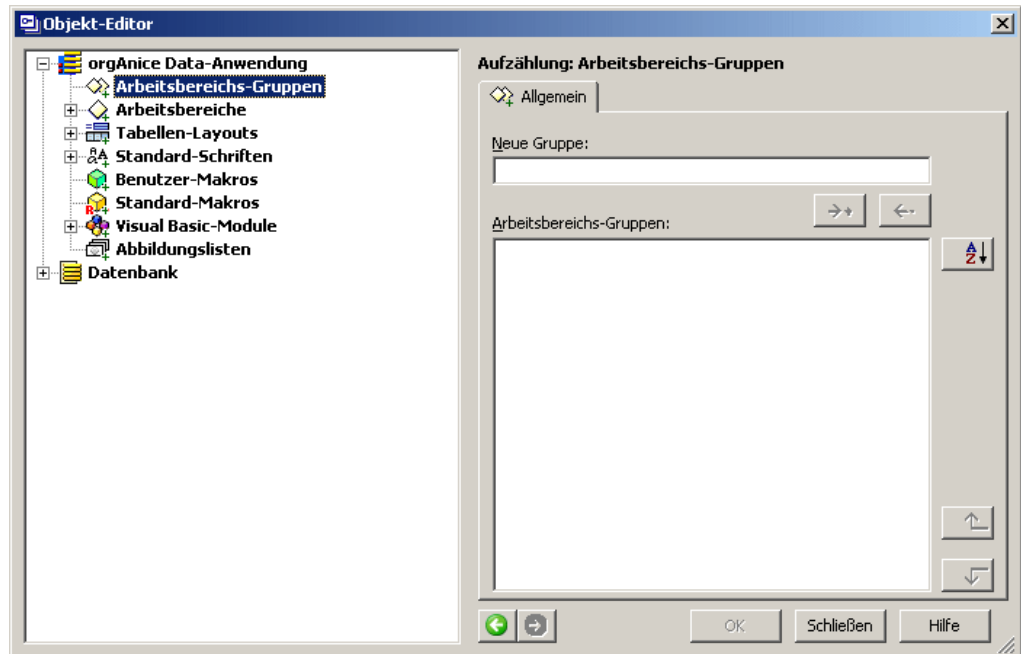 Objekt-Editor
orgAnice Data-Anwendung
Arbeitsbereichs-Gruppen
Arbeitsbereiche
Tabellen-Layouts
Standard-Schriften
Benutzer-Makros
Standard-Makros
Visual Basic-Module
Abbildungslisten
Datenbank
Aufzählung: Arbeitsbereichs-Gruppen
Allgemein
Neue Gruppe:
Arbeitsbereichs-Gruppen:
OK
Schließen
Hilfe